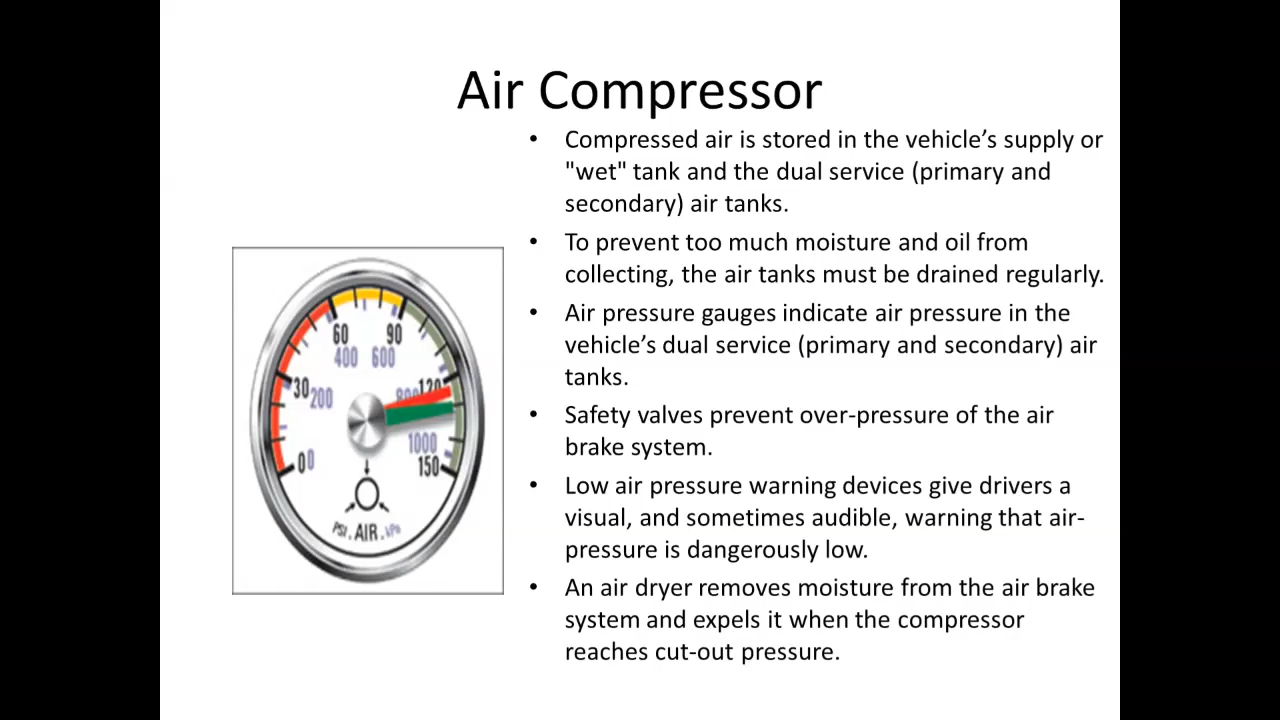 Air Compressor
• Compressed air is stored in the vehicle’s supply or
"wet" tank and the dual service (primary and
secondary) air tanks.
• To prevent too much moisture and oil from
collecting, the air tanks must be drained regularly.
• Air pressure gauges indicate air pressure in the
vehicle’s dual service (primary and secondary) air
tanks.
• Safety valves prevent over-pressure of the air
brake system.
• Low air pressure warning devices give drivers a
visual, and sometimes audible, warning that air-
pressure is dangerously low.
• An air dryer removes moisture from the air brake
system and expels it when the compressor
reaches cut-out pressure.
60 90
400 600
30 200 800 120
1000
0 0 150
PSI. AIR. kPa